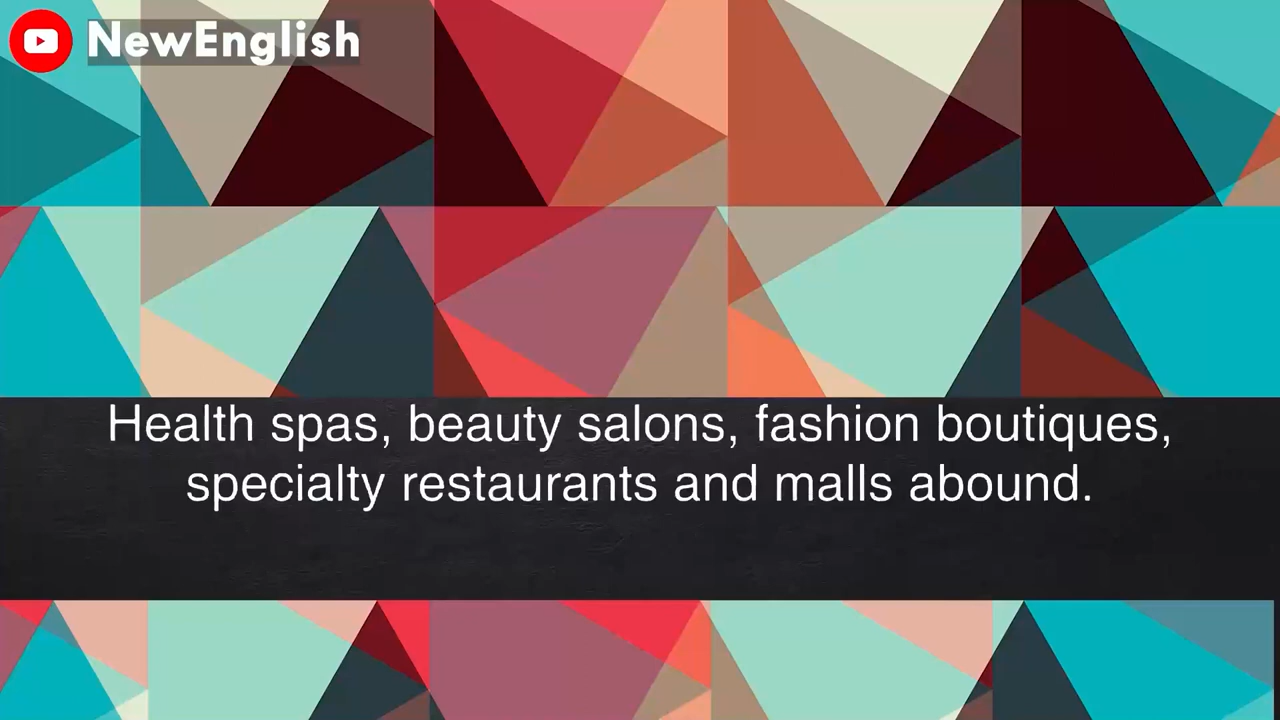 NewEnglish
Health spas, beauty salons, fashion boutiques,
specialty restaurants and malls abound.